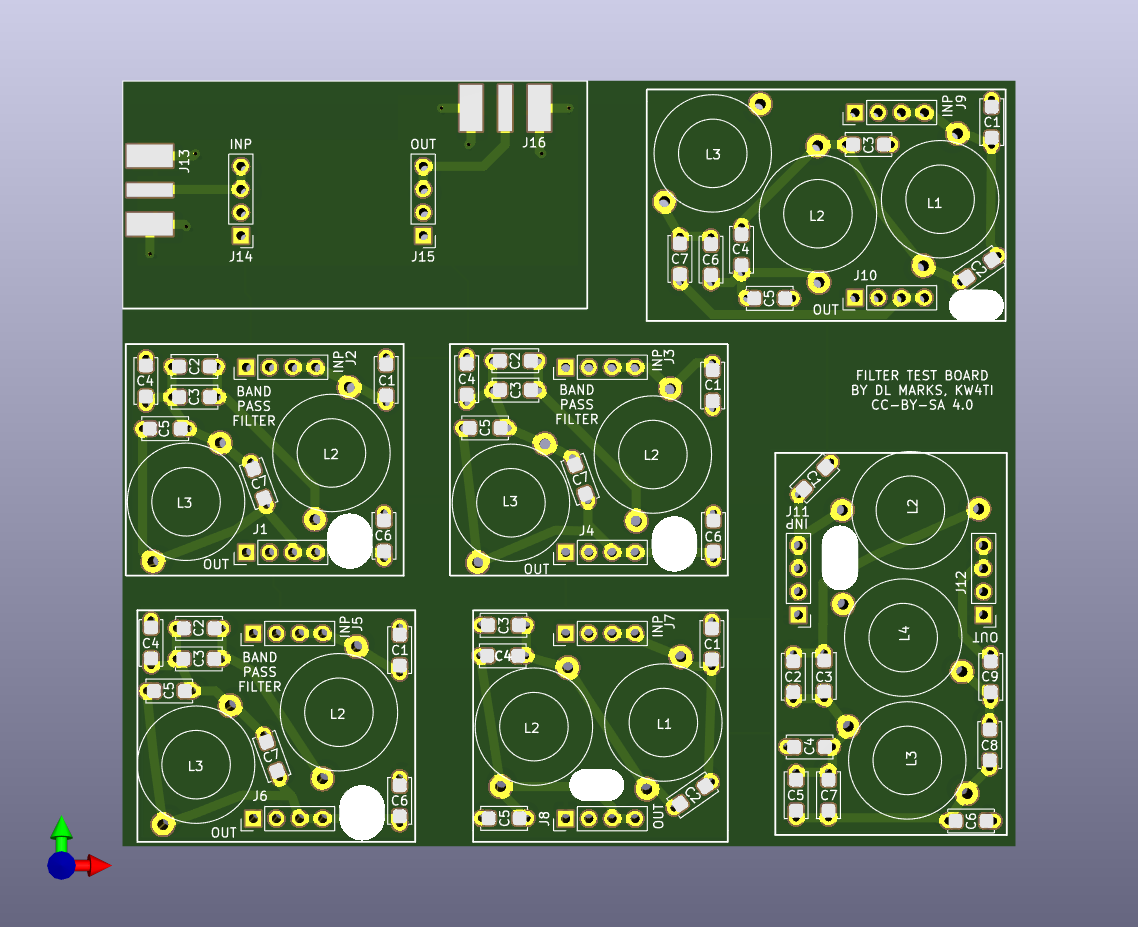 INP
J13
J14
OUT
J15
J16
L3
L2
L1
INP
J9
C1
C3
C4
C7
C6
C5
C2
J10
OUT
C4
C2
C3
C5
BAND
PASS
FILTER
INP
J2
C1
L2
L3
C7
J1
OUT
C6
C4
C2
C3
C5
BAND
PASS
FILTER
INP
J3
C1
L2
L3
C7
J4
OUT
C6
FILTER TEST BOARD
BY DL MARKS, KW4TI
CC-BY-SA 4.0
C4
C2
C3
C5
BAND
PASS
FILTER
INP
J5
C1
L2
L3
C7
J6
OUT
C6
C3
C4
INP
J7
C1
L2
L1
C5
J8
OUT
C2
C1
L2
J11
INP
J12
OUT
L4
C2
C3
C9
C4
L3
C8
C5
C7
C6